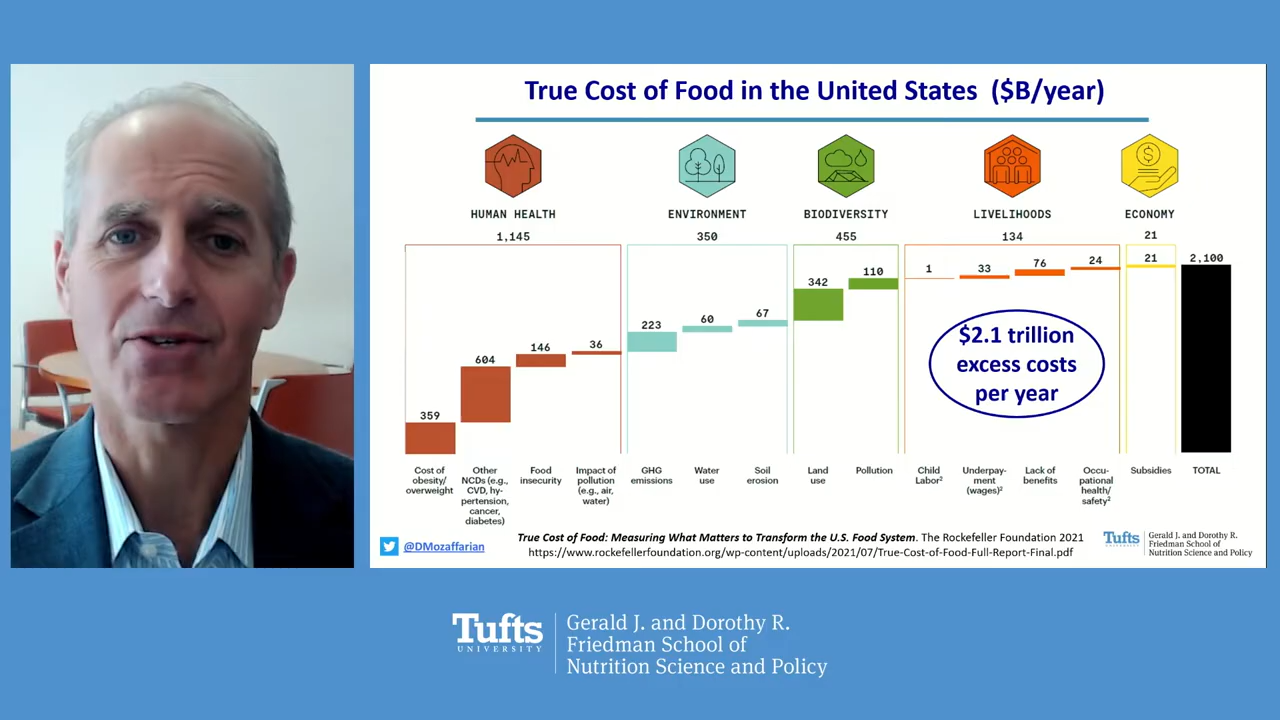 True Cost of Food in the United States ($B/year)
HUMAN HEALTH
ENVIRONMENT
BIODIVERSITY
LIVELIHOODS
ECONOMY
1,145
350
455
134
21
359
604
146
36
223
60
67
342
110
1
33
76
24
21
2,100
$2.1 trillion
excess costs
per year
Cost of
obesity/
overweight
Other
NCDs (e.g.,
CVD, hy-
pertension,
cancer,
diabetes)
Food
insecurity
Impact of
pollution
(e.g., air,
water)
GHG
emissions
Water
use
Soil
erosion
Land
use
Pollution
Child
Labor²
Underpay-
ment
(wages)²
Lack of
benefits
Occu-
pational
health/
safety²
Subsidies
TOTAL
@DMozaffarian
True Cost of Food: Measuring What Matters to Transform the U.S. Food System. The Rockefeller Foundation 2021
https://www.rockefellerfoundation.org/wp-content/uploads/2021/07/True-Cost-of-Food-Full-Report-Final.pdf
Tufts
UNIVERSITY
Gerald J. and Dorothy R.
Friedman School of
Nutrition Science and Policy
Tufts
UNIVERSITY
Gerald J. and Dorothy R.
Friedman School of
Nutrition Science and Policy